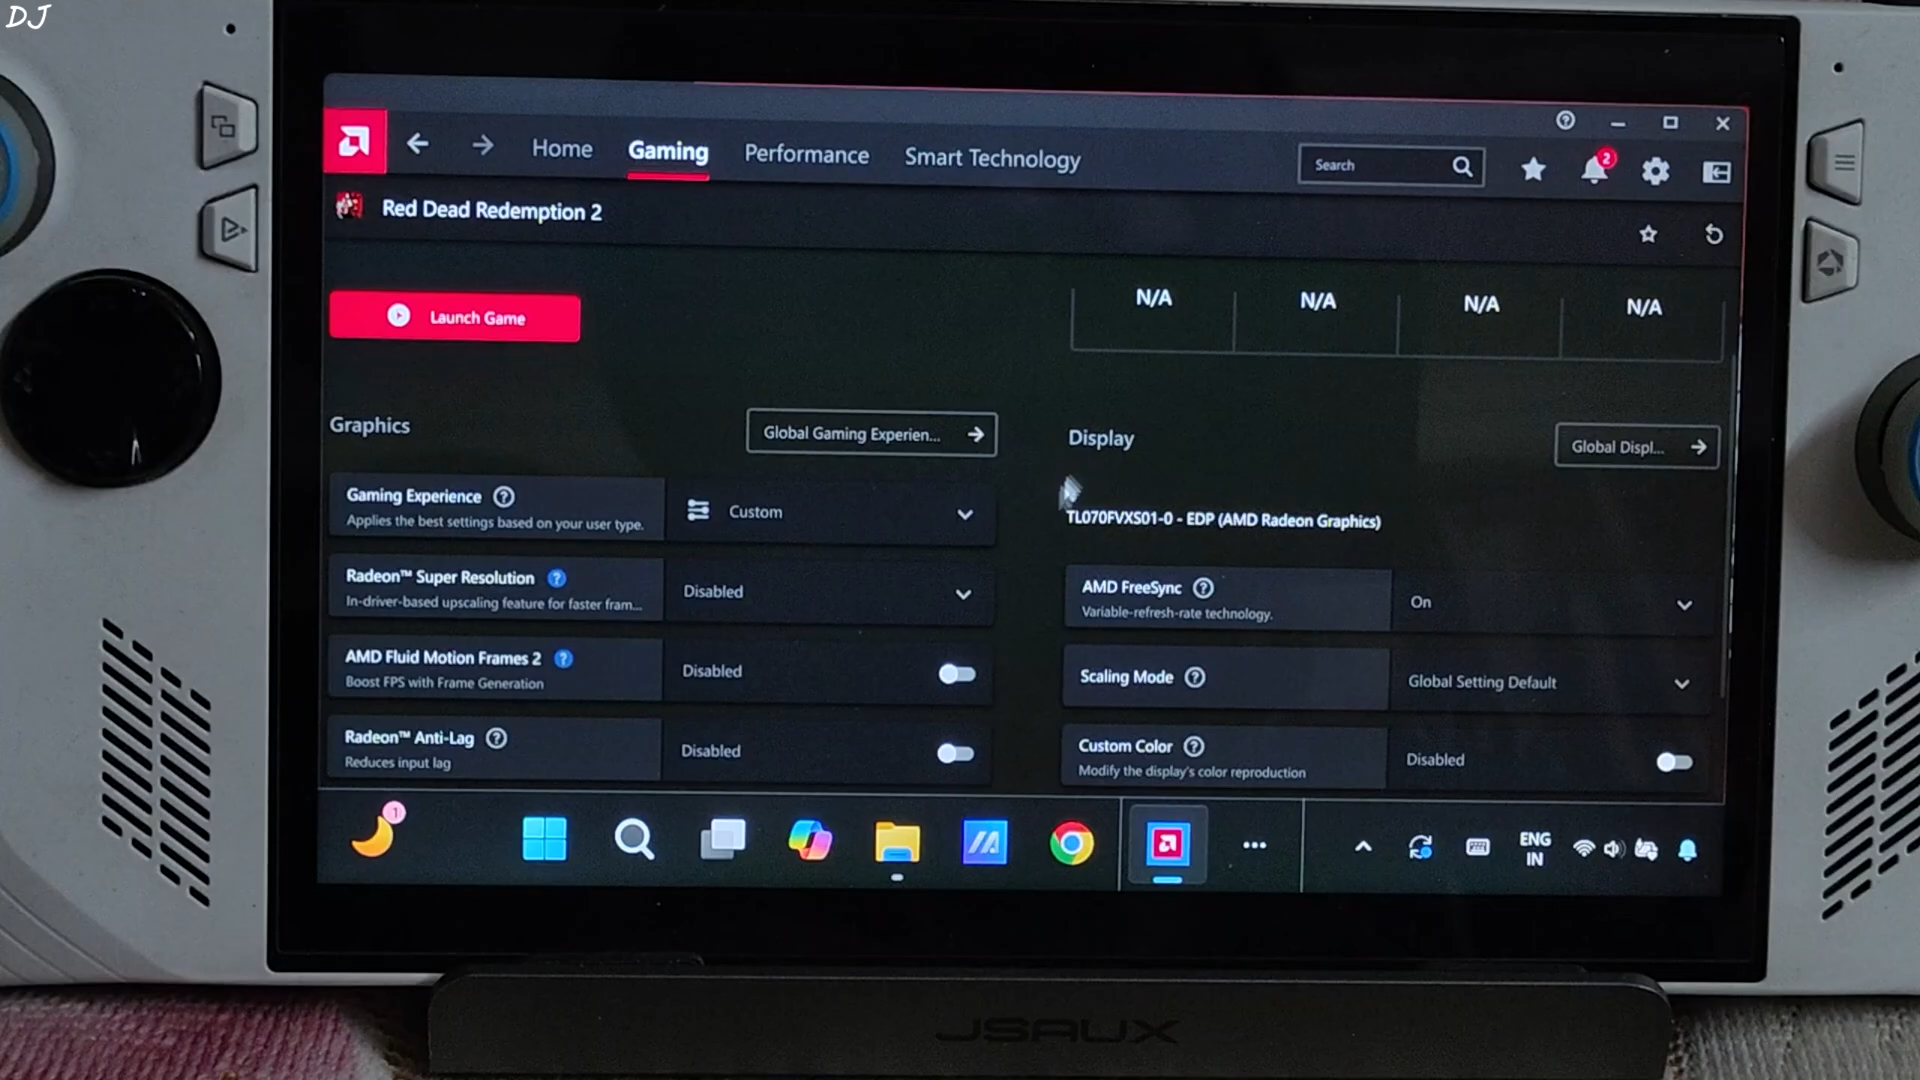 DJ
Home
Gaming
Performance
Smart Technology
Search
2
Red Dead Redemption 2
Launch Game
N/A
N/A
N/A
N/A
Graphics
Global Gaming Experien...
Gaming Experience
Applies the best settings based on your user type.
Custom
Radeon™ Super Resolution
In-driver-based upscaling feature for faster fram...
Disabled
AMD Fluid Motion Frames 2
Boost FPS with Frame Generation
Disabled
Radeon™ Anti-Lag
Reduces input lag
Disabled
Display
Global Displ...
TL070FVXS01-0 - EDP (AMD Radeon Graphics)
AMD FreeSync
Variable-refresh-rate technology.
On
Scaling Mode
Global Setting Default
Custom Color
Modify the display's color reproduction
Disabled
1
ENG
IN
JSAUX